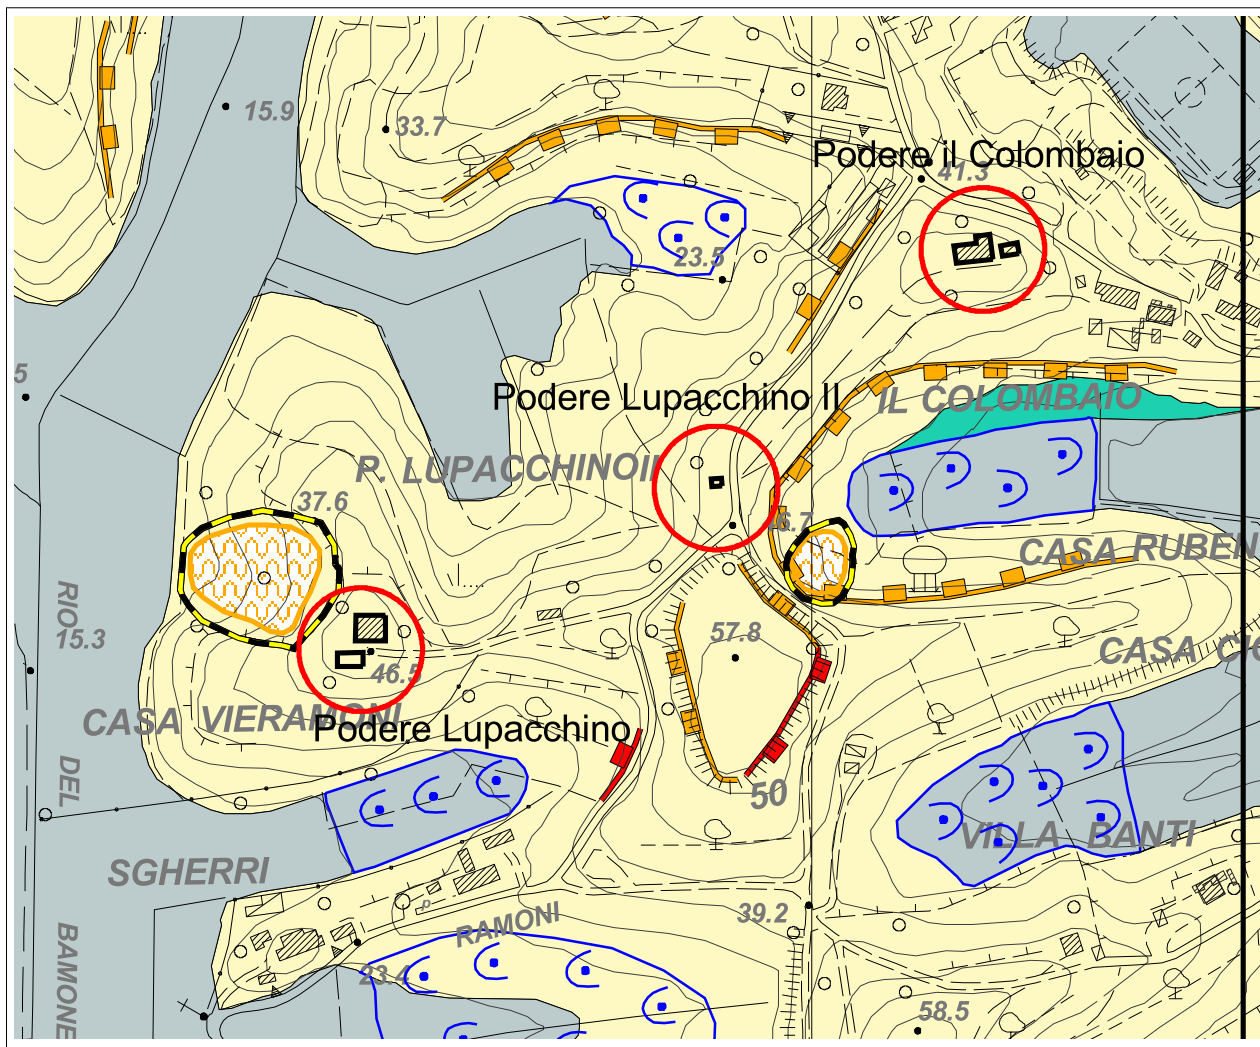 15.9
33.7
Podere il Colombaio
41.3
23.5
5
Podere Lupacchino II
IL COLOMBAIO
P. LUPACCHINOII
37.6
6.7
CASA RUBEN
RIO
57.8
15.3
CASA C
46.5
CASA VIERAMONI
Podere Lupacchino
DEL
50
VILLA BANTI
SGHERRI
p
39.2
RAMONI
BAMONE
23.4
58.5